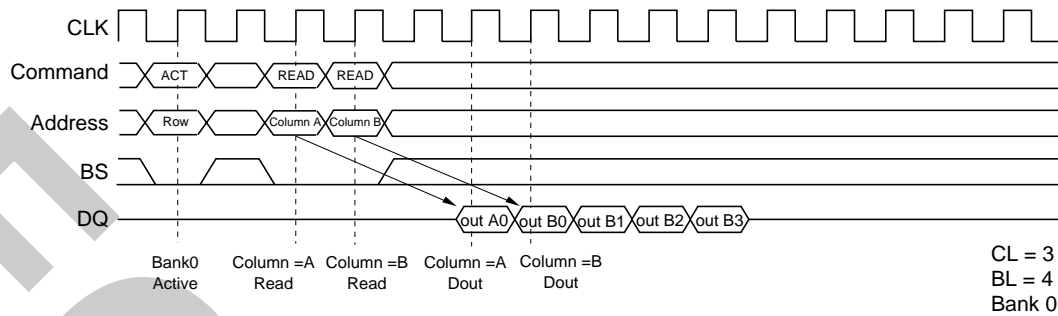 CLK
Command ACT READ READ
Address Row Column A Column B
BS
DQ out A0 out B0 out B1 out B2 out B3
Bank0 Column =A Column =B Column =A Column =B
Active Read Read Dout Dout
CL = 3
BL = 4
Bank 0